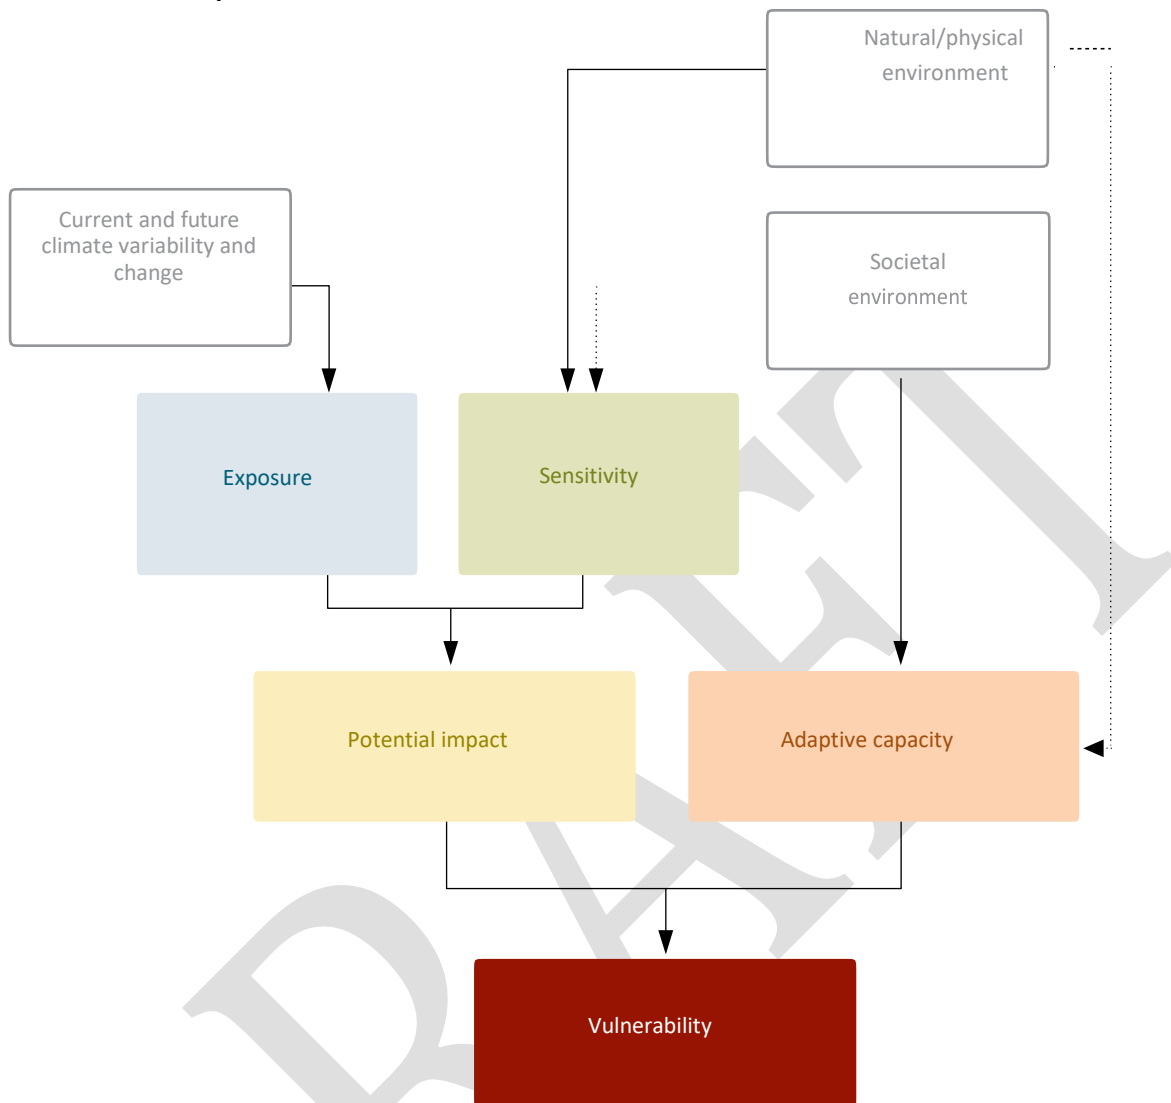 Natural/physical
environment
Current and future
climate variability and
change
Societal
environment
Exposure
Sensitivity
Potential impact
Adaptive capacity
Vulnerability
DRAFT